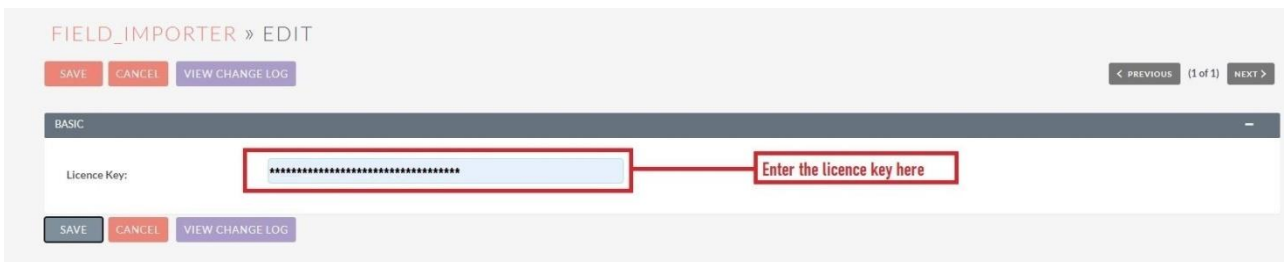 FIELD_IMPORTER » EDIT
SAVE CANCEL VIEW CHANGE LOG < PREVIOUS (1 of 1) NEXT >
BASIC –
Licence Key: *********************************** Enter the licence key here
SAVE CANCEL VIEW CHANGE LOG